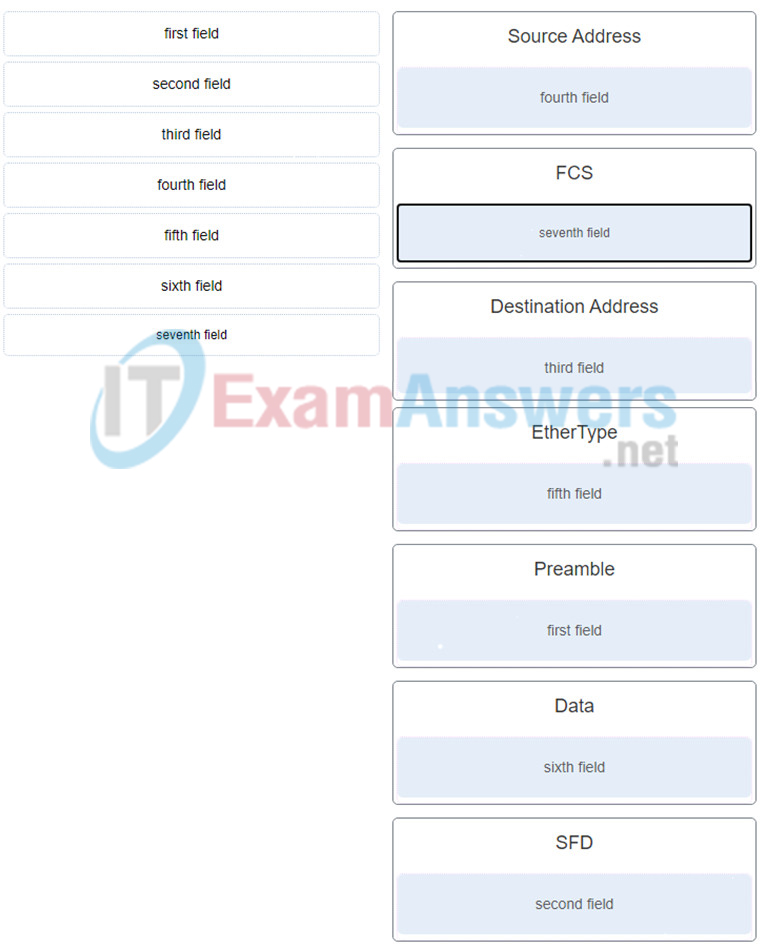 first field
second field
third field
fourth field
fifth field
sixth field
seventh field
Source Address
fourth field
FCS
seventh field
Destination Address
third field
EtherType
fifth field
Preamble
first field
Data
sixth field
SFD
second field
ITExamAnswers
.net